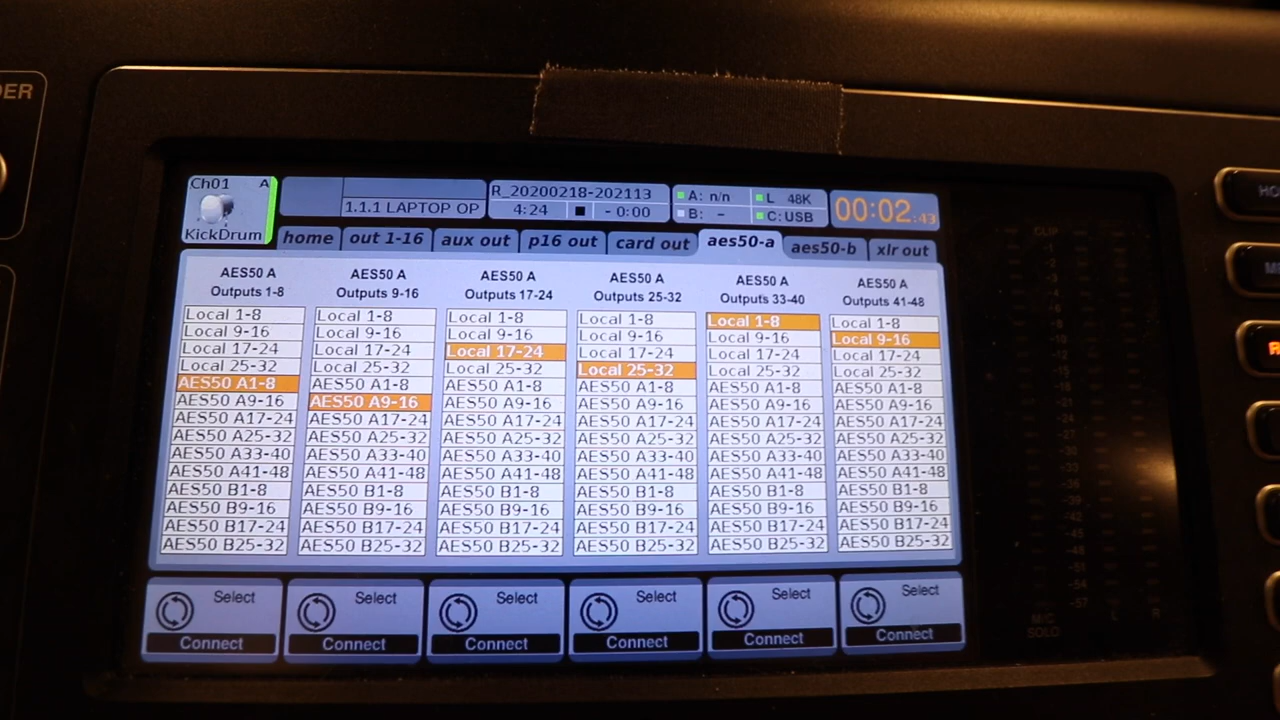 DER
Ch01 A
KickDrum
1.1.1 LAPTOP OP
R_20200218-202113
4:24 - 0:00
A: n/n L 48K
B: – C: USB
00:02:43
home out 1-16 aux out p16 out card out aes50-a aes50-b xlr out
AES50 A AES50 A AES50 A AES50 A AES50 A AES50 A
Outputs 1-8 Outputs 9-16 Outputs 17-24 Outputs 25-32 Outputs 33-40 Outputs 41-48
Local 1-8 Local 1-8 Local 1-8 Local 1-8 Local 1-8 Local 1-8
Local 9-16 Local 9-16 Local 9-16 Local 9-16 Local 9-16 Local 9-16
Local 17-24 Local 17-24 Local 17-24 Local 17-24 Local 17-24 Local 17-24
Local 25-32 Local 25-32 Local 25-32 Local 25-32 Local 25-32 Local 25-32
AES50 A1-8 AES50 A1-8 AES50 A1-8 AES50 A1-8 AES50 A1-8 AES50 A1-8
AES50 A9-16 AES50 A9-16 AES50 A9-16 AES50 A9-16 AES50 A9-16 AES50 A9-16
AES50 A17-24 AES50 A17-24 AES50 A17-24 AES50 A17-24 AES50 A17-24 AES50 A17-24
AES50 A25-32 AES50 A25-32 AES50 A25-32 AES50 A25-32 AES50 A25-32 AES50 A25-32
AES50 A33-40 AES50 A33-40 AES50 A33-40 AES50 A33-40 AES50 A33-40 AES50 A33-40
AES50 A41-48 AES50 A41-48 AES50 A41-48 AES50 A41-48 AES50 A41-48 AES50 A41-48
AES50 B1-8 AES50 B1-8 AES50 B1-8 AES50 B1-8 AES50 B1-8 AES50 B1-8
AES50 B9-16 AES50 B9-16 AES50 B9-16 AES50 B9-16 AES50 B9-16 AES50 B9-16
AES50 B17-24 AES50 B17-24 AES50 B17-24 AES50 B17-24 AES50 B17-24 AES50 B17-24
AES50 B25-32 AES50 B25-32 AES50 B25-32 AES50 B25-32 AES50 B25-32 AES50 B25-32
Select Select Select Select Select Select
Connect Connect Connect Connect Connect Connect
HO
CLIP
-57
M/C L R
SOLO